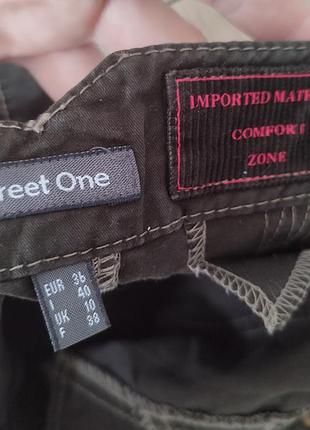 reet One
IMPORTED MATE
COMFORT
ZONE
EUR 36
I 40
UK 10
F 38